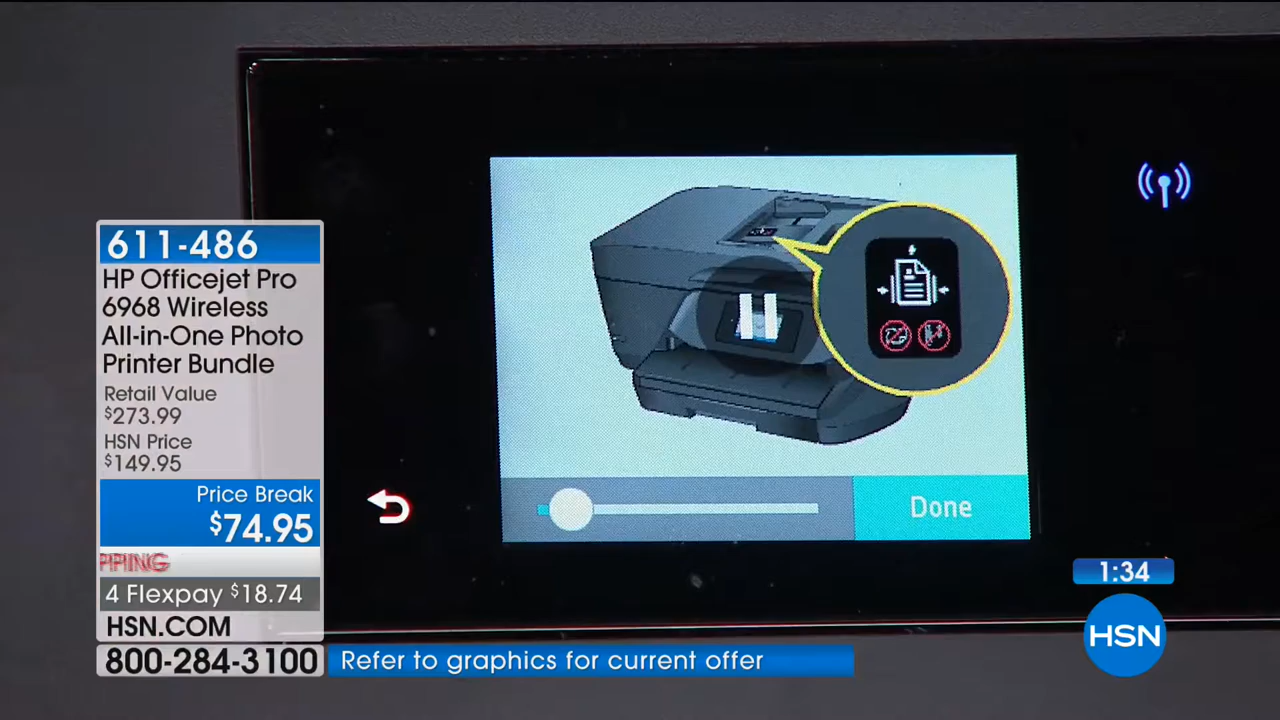 611-486
HP Officejet Pro
6968 Wireless
All-in-One Photo
Printer Bundle
Retail Value
$273.99
HSN Price
$149.95
Price Break
$74.95
PPING
4 Flexpay $18.74
HSN.COM
800-284-3100
Refer to graphics for current offer
Done
1:34
HSN